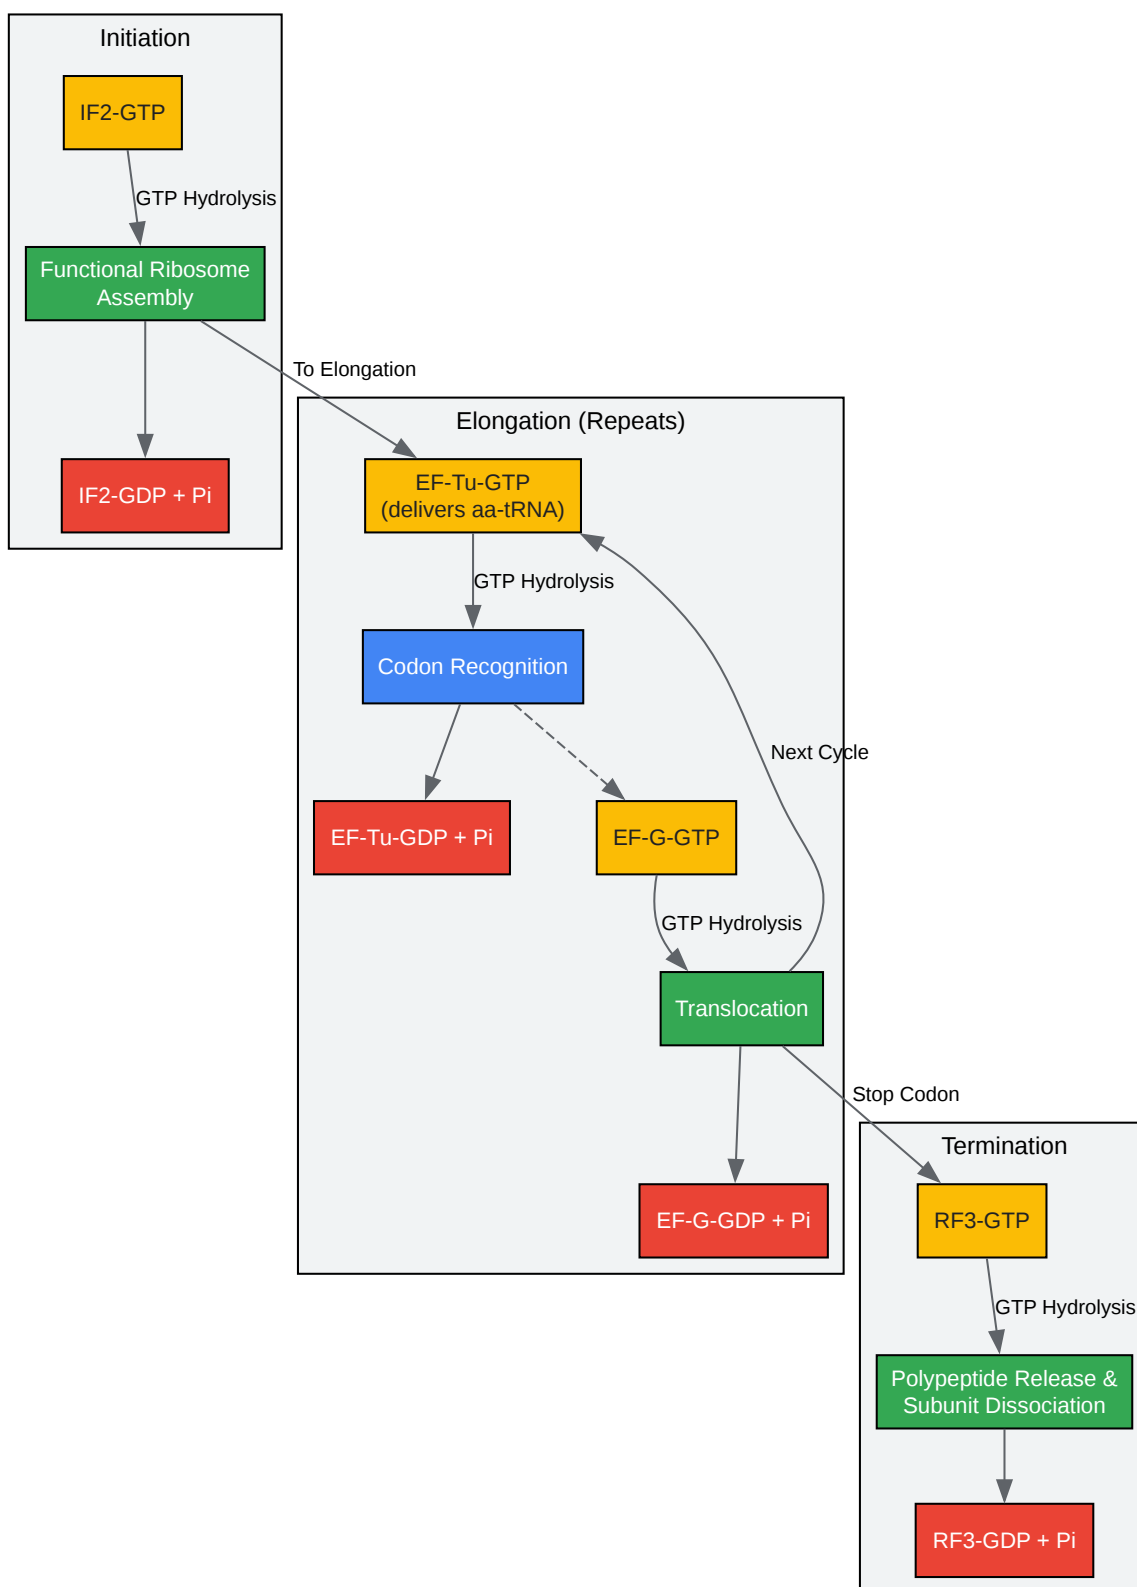 Initiation
IF2-GTP
GTP Hydrolysis
Functional Ribosome
Assembly
To Elongation
IF2-GDP + Pi
Elongation (Repeats)
EF-Tu-GTP
(delivers aa-tRNA)
GTP Hydrolysis
Codon Recognition
Next Cycle
EF-Tu-GDP + Pi
EF-G-GTP
GTP Hydrolysis
Translocation
Stop Codon
EF-G-GDP + Pi
Termination
RF3-GTP
GTP Hydrolysis
Polypeptide Release &
Subunit Dissociation
RF3-GDP + Pi